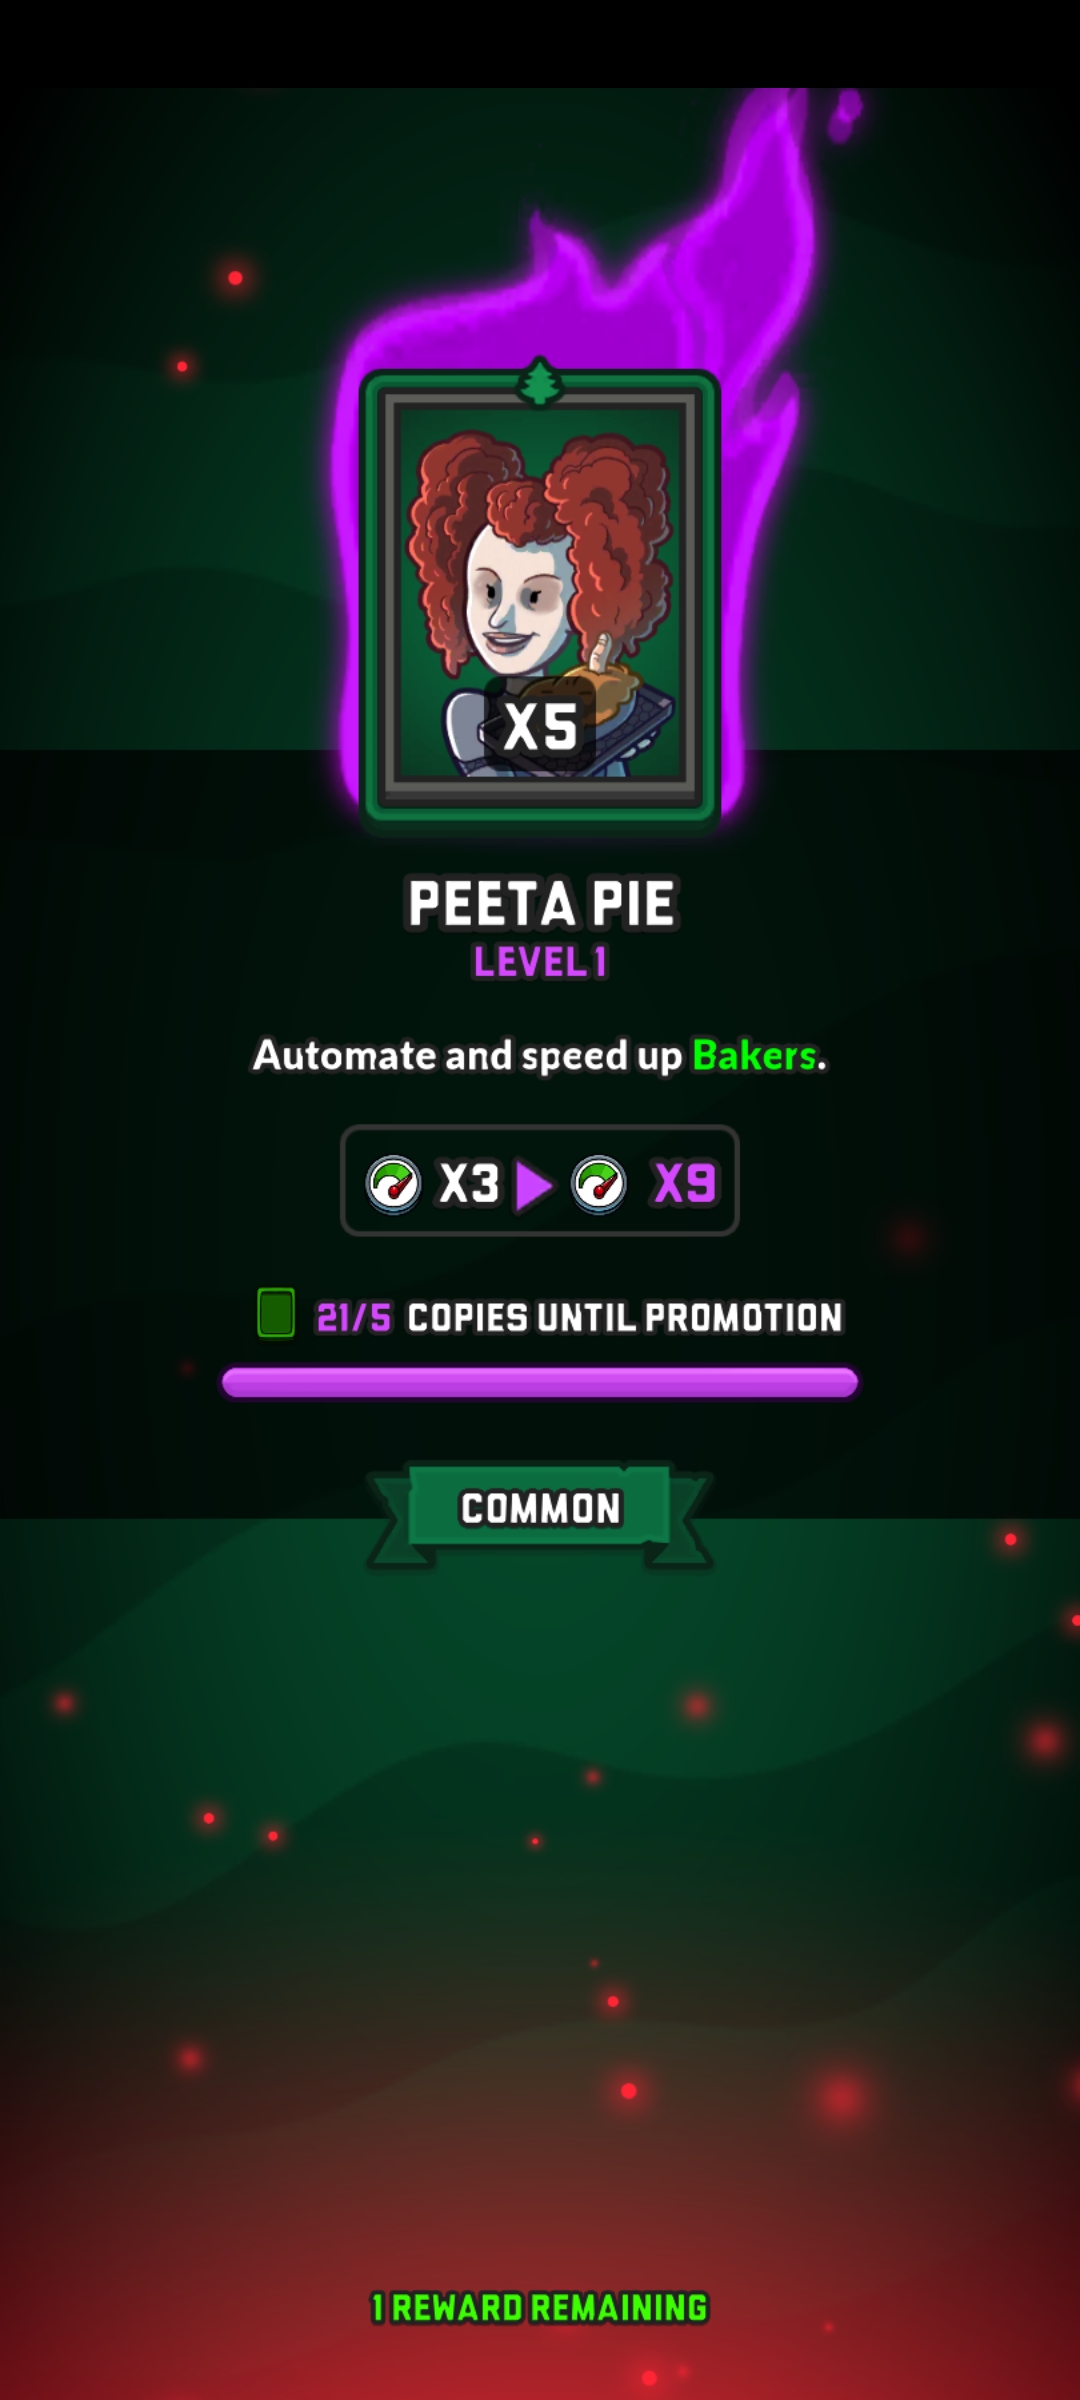 X5
PEETA PIE
LEVEL 1
Automate and speed up Bakers.
X3 X9
21/5 COPIES UNTIL PROMOTION
COMMON
1 REWARD REMAINING